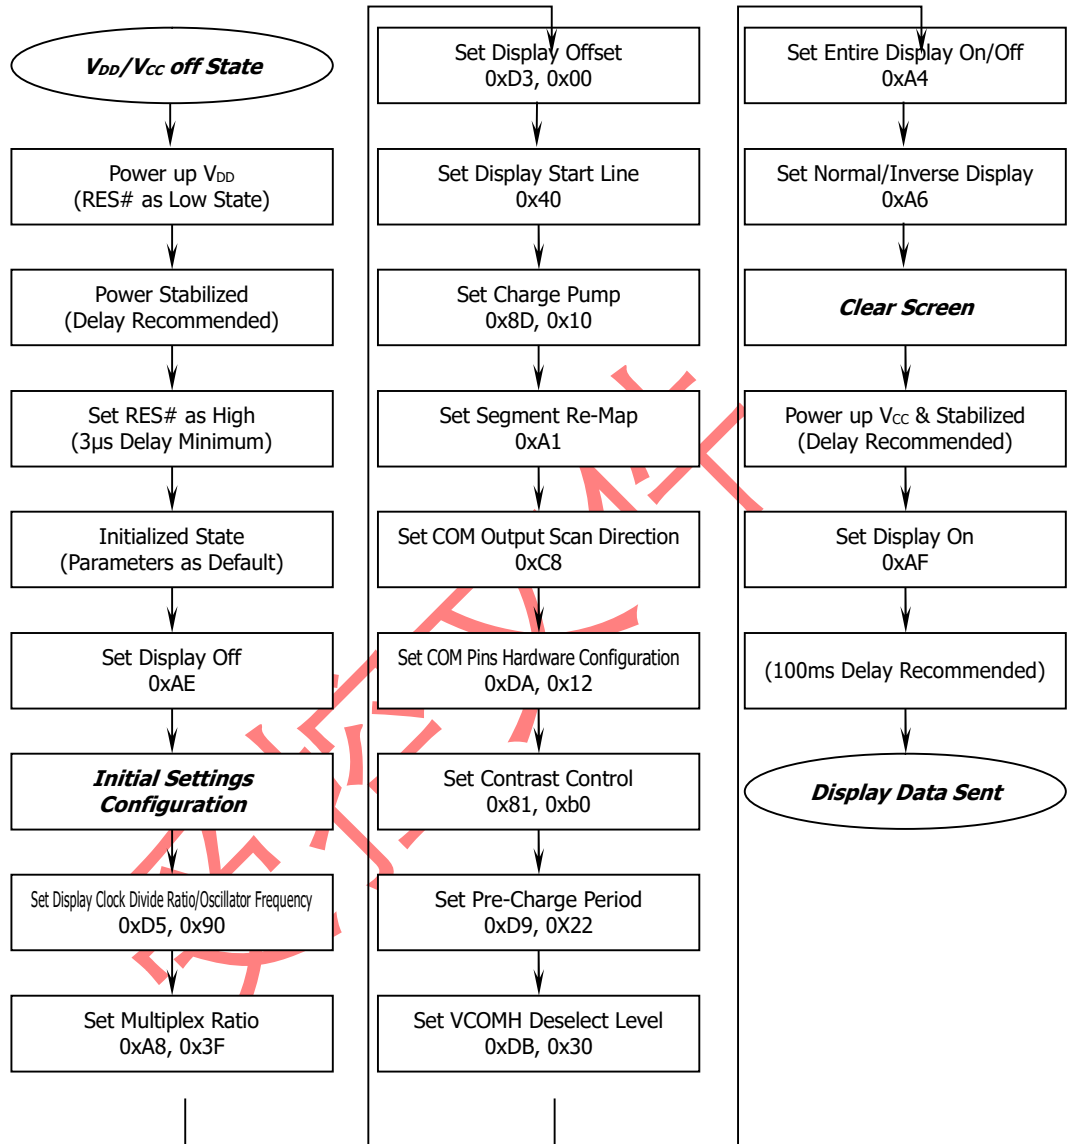 VDD/VCC off State
Power up VDD
(RES# as Low State)
Power Stabilized
(Delay Recommended)
Set RES# as High
(3μs Delay Minimum)
Initialized State
(Parameters as Default)
Set Display Off
0xAE
Initial Settings
Configuration
Set Display Clock Divide Ratio/Oscillator Frequency
0xD5, 0x90
Set Multiplex Ratio
0xA8, 0x3F
Set Display Offset
0xD3, 0x00
Set Display Start Line
0x40
Set Charge Pump
0x8D, 0x10
Set Segment Re-Map
0xA1
Set COM Output Scan Direction
0xC8
Set COM Pins Hardware Configuration
0xDA, 0x12
Set Contrast Control
0x81, 0xb0
Set Pre-Charge Period
0xD9, 0X22
Set VCOMH Deselect Level
0xDB, 0x30
Set Entire Display On/Off
0xA4
Set Normal/Inverse Display
0xA6
Clear Screen
Power up VCC & Stabilized
(Delay Recommended)
Set Display On
0xAF
(100ms Delay Recommended)
Display Data Sent